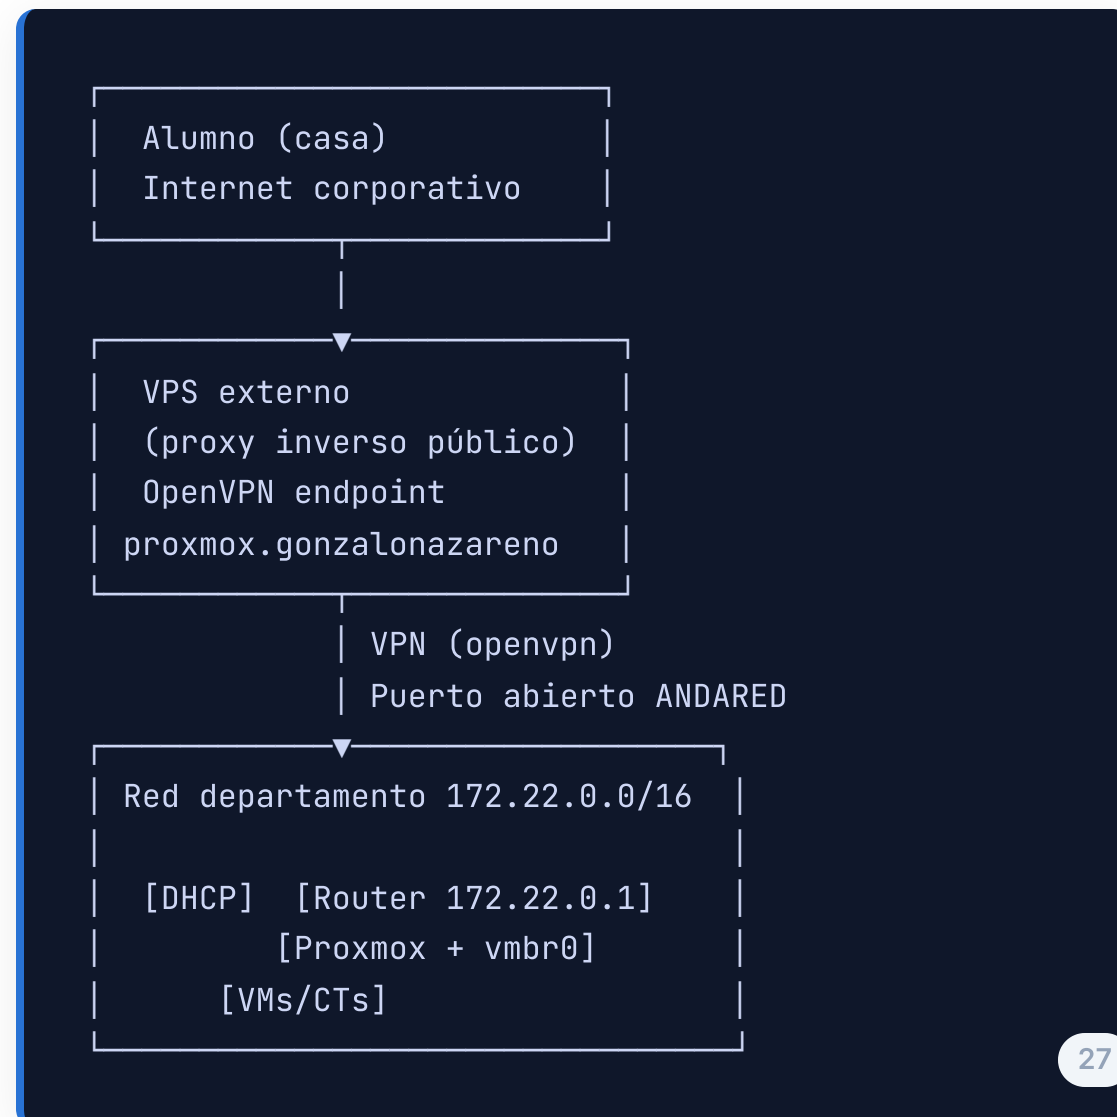 Alumno (casa)
Internet corporativo
VPS externo
(proxy inverso público)
OpenVPN endpoint
proxmox.gonzalonazareno
VPN (openvpn)
Puerto abierto ANDARED
Red departamento 172.22.0.0/16
[DHCP]  [Router 172.22.0.1]
[Proxmox + vmbr0]
[VMs/CTs]
27